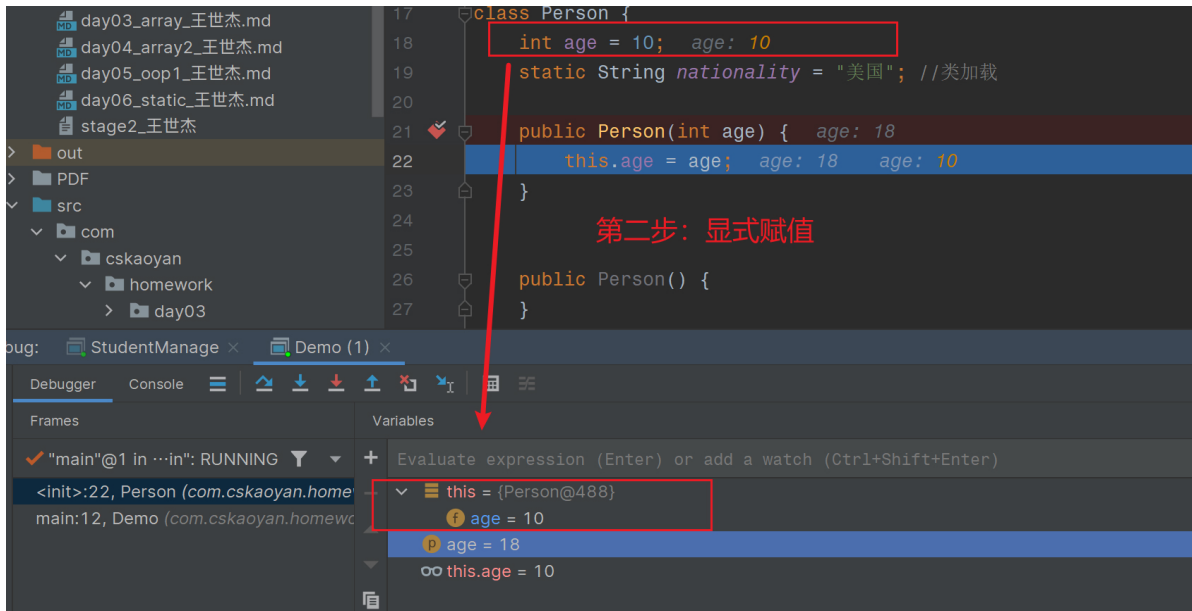 day03_array_王世杰.md
day04_array2_王世杰.md
day05_oop1_王世杰.md
day06_static_王世杰.md
stage2_王世杰
out
PDF
src
com
cskaoyan
homework
day03
17 class Person {
18 int age = 10; age: 10
19 static String nationality = "美国"; //类加载
20
21 public Person(int age) { age: 18
22 this.age = age; age: 18 age: 10
23 }
24
第二步：显式赋值
25
26 public Person() {
27 }
oug: StudentManage Demo (1)
Debugger Console
Frames
Variables
"main"@1 in …in": RUNNING
Evaluate expression (Enter) or add a watch (Ctrl+Shift+Enter)
<init>:22, Person (com.cskaoyan.home
main:12, Demo (com.cskaoyan.homewo
this = {Person@488}
f age = 10
p age = 18
this.age = 10